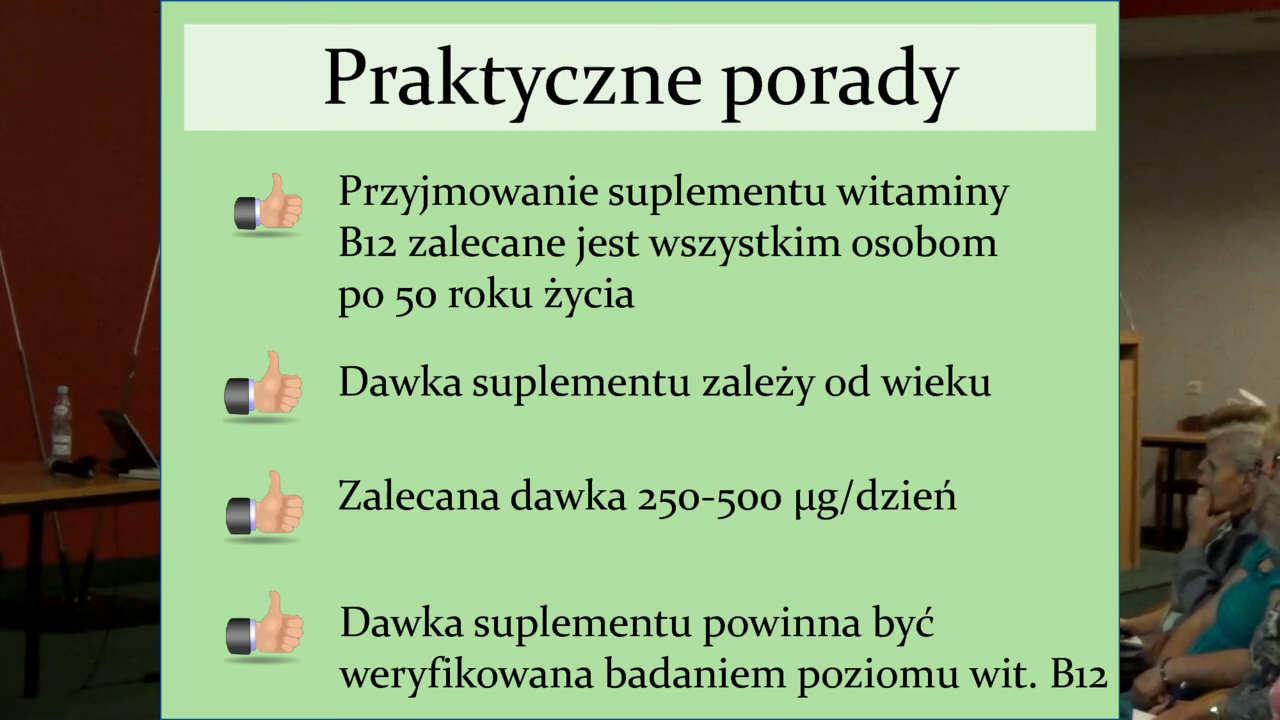 Praktyczne porady
Przyjmowanie suplementu witaminy
B12 zalecane jest wszystkim osobom
po 50 roku życia
Dawka suplementu zależy od wieku
Zalecana dawka 250-500 µg/dzień
Dawka suplementu powinna być
weryfikowana badaniem poziomu wit. B12